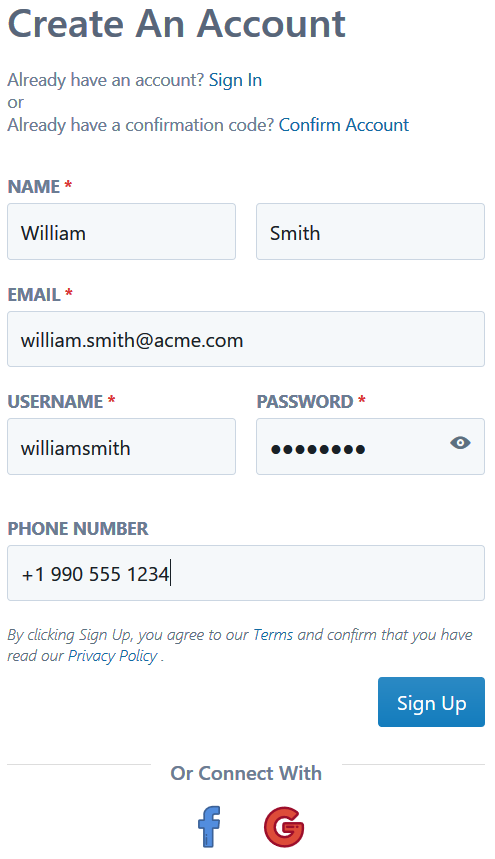 Create An Account
Already have an account? Sign In
or
Already have a confirmation code? Confirm Account
NAME *
William Smith
EMAIL *
william.smith@acme.com
USERNAME * PASSWORD *
williamsmith ●●●●●●●●
PHONE NUMBER
+1 990 555 1234
By clicking Sign Up, you agree to our Terms and confirm that you have
read our Privacy Policy .
Sign Up
Or Connect With
f G